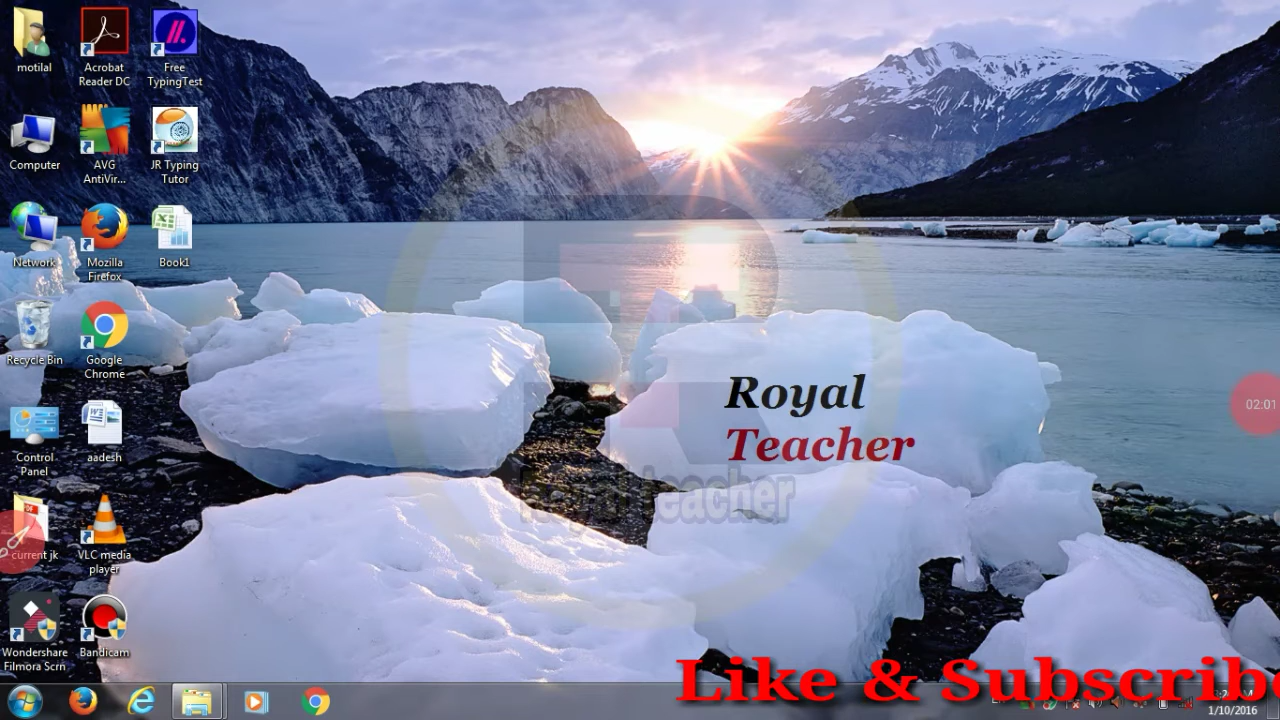 motilal
Acrobat Reader DC
Free TypingTest
Computer
AVG AntiVir...
JR Typing Tutor
Network
Mozilla Firefox
Book1
Recycle Bin
Google Chrome
Control Panel
aadesh
current jk
VLC media player
Wondershare Filmora Scrn
Bandicam
Royal
Teacher
02:01
Like & Subscribe
1/10/2016